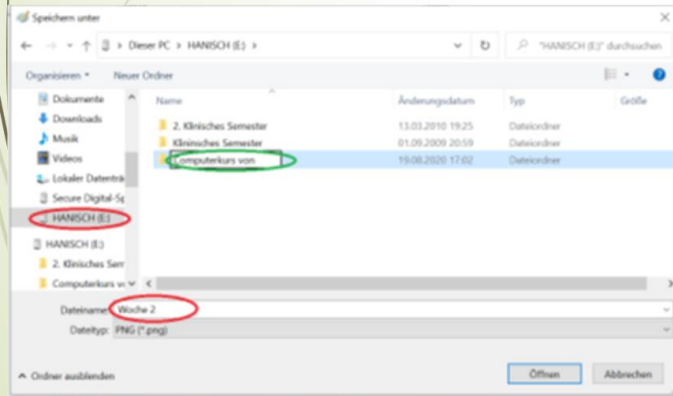 Speichern unter
Dieser PC > HANISCH (E:) >
"HANISCH (E:)" durchsuchen
Organisieren
Neuer Ordner
Name Änderungsdatum Typ Größe
Dokumente
Downloads
Musik
Videos
Lokaler Datenträ
Secure Digital-Sp
HANISCH (E:)
HANISCH (E:)
2. Klinisches Sem
Computerkurs v
2. Klinisches Semester 13.03.2010 19:25 Dateiordner
Klininsches Semester 01.09.2009 20:59 Dateiordner
Computerkurs von 19.08.2020 17:02 Dateiordner
Dateiname: Woche 2
Dateityp: PNG (*.png)
Ordner ausblenden
Öffnen
Abbrechen